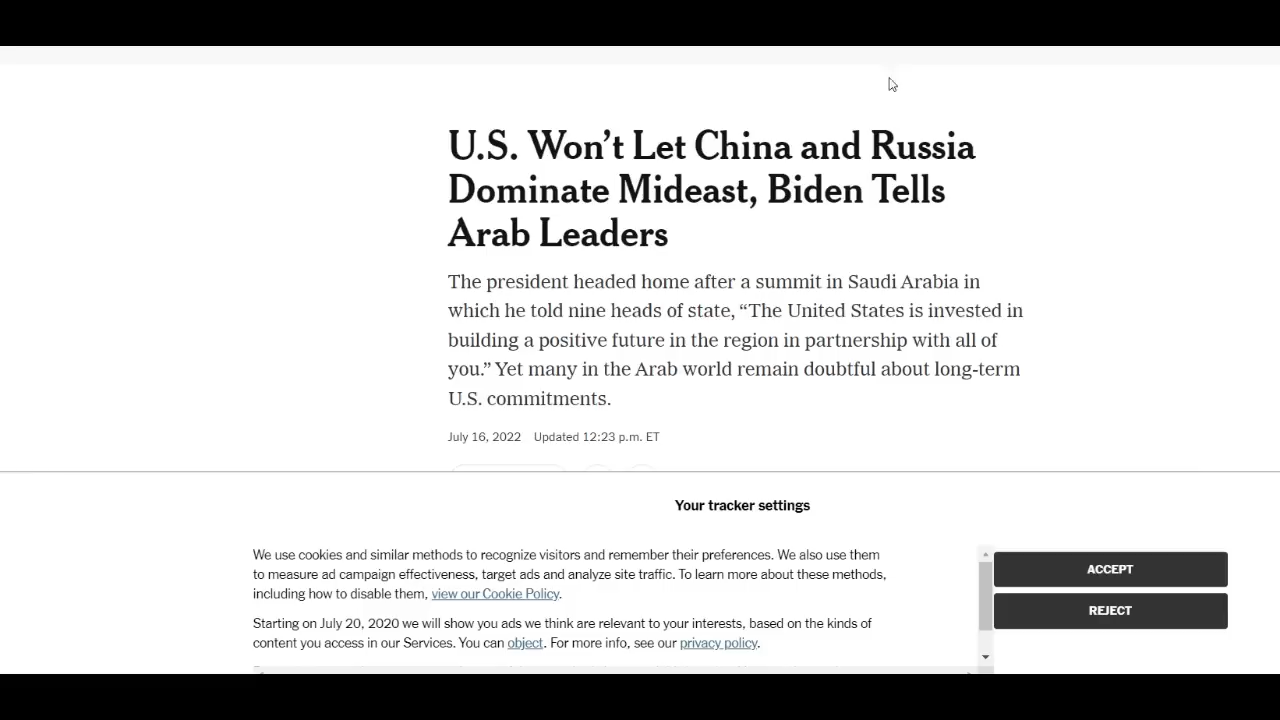 U.S. Won’t Let China and Russia
Dominate Mideast, Biden Tells
Arab Leaders
The president headed home after a summit in Saudi Arabia in
which he told nine heads of state, “The United States is invested in
building a positive future in the region in partnership with all of
you.” Yet many in the Arab world remain doubtful about long-term
U.S. commitments.
July 16, 2022 Updated 12:23 p.m. ET
Your tracker settings
We use cookies and similar methods to recognize visitors and remember their preferences. We also use them
to measure ad campaign effectiveness, target ads and analyze site traffic. To learn more about these methods,
including how to disable them, view our Cookie Policy.
Starting on July 20, 2020 we will show you ads we think are relevant to your interests, based on the kinds of
content you access in our Services. You can object. For more info, see our privacy policy.
ACCEPT
REJECT